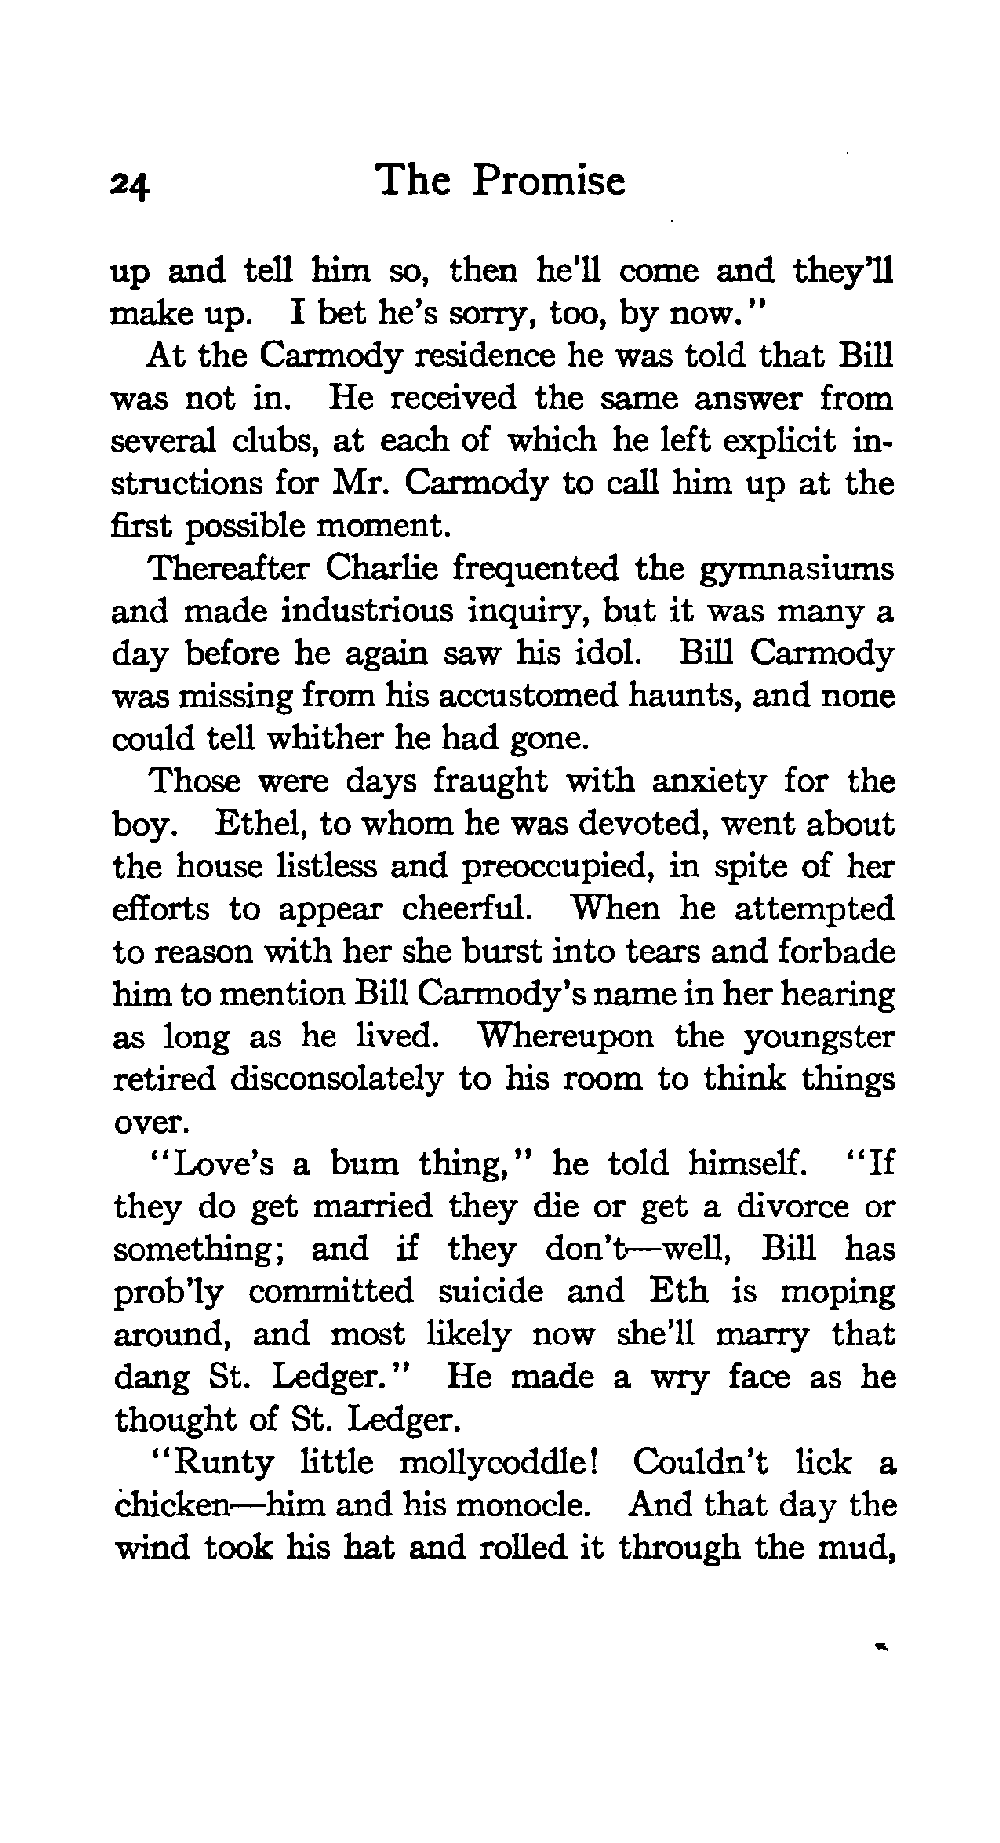 24 The Promise
up and tell him so, then he'll come and they'll
make up. I bet he's sorry, too, by now."
At the Carmody residence he was told that Bill
was not in. He received the same answer from
several clubs, at each of which he left explicit in-
structions for Mr. Carmody to call him up at the
first possible moment.
Thereafter Charlie frequented the gymnasiums
and made industrious inquiry, but it was many a
day before he again saw his idol. Bill Carmody
was missing from his accustomed haunts, and none
could tell whither he had gone.
Those were days fraught with anxiety for the
boy. Ethel, to whom he was devoted, went about
the house listless and preoccupied, in spite of her
efforts to appear cheerful. When he attempted
to reason with her she burst into tears and forbade
him to mention Bill Carmody's name in her hearing
as long as he lived. Whereupon the youngster
retired disconsolately to his room to think things
over.
"Love's a bum thing," he told himself. "If
they do get married they die or get a divorce or
something; and if they don't—well, Bill has
prob'ly committed suicide and Eth is moping
around, and most likely now she'll marry that
dang St. Ledger." He made a wry face as he
thought of St. Ledger.
"Runty little mollycoddle! Couldn't lick a
chicken—him and his monocle. And that day the
wind took his hat and rolled it through the mud,